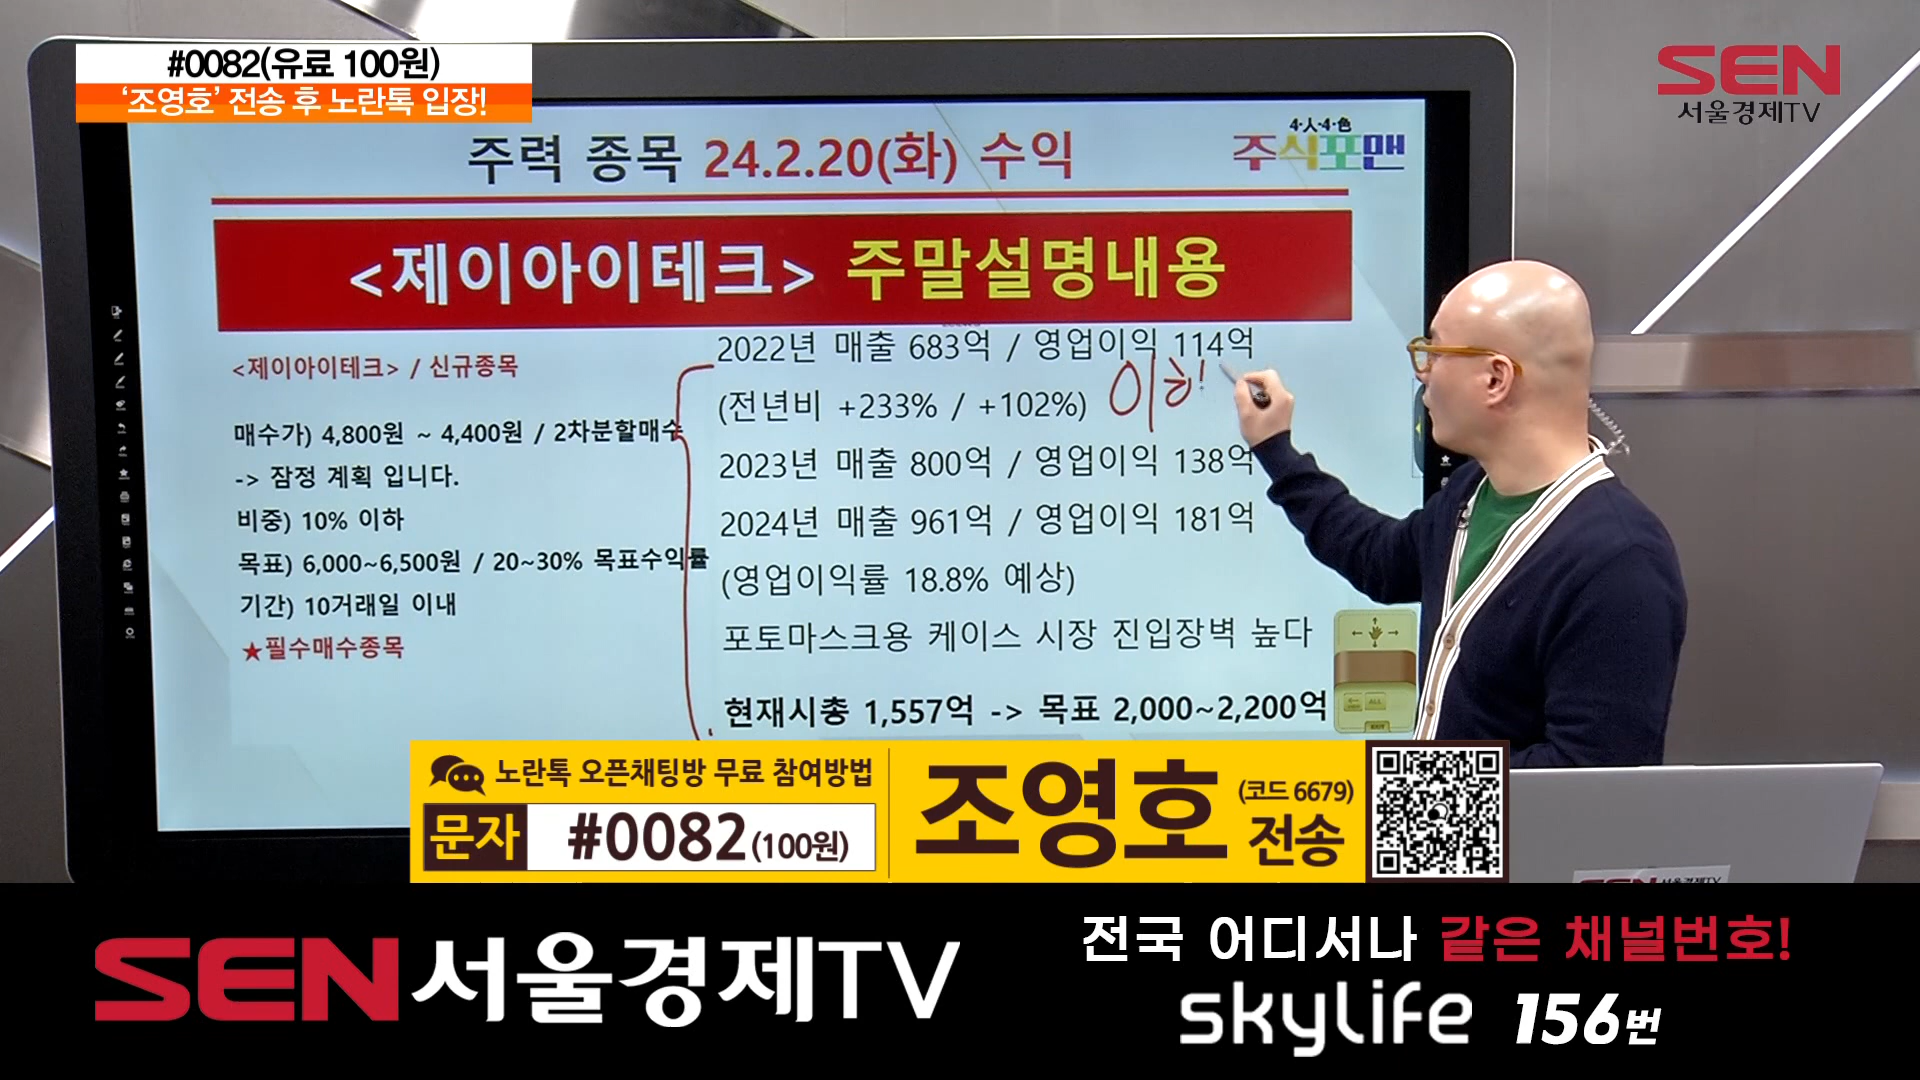 #0082(유료 100원)
'조영호' 전송 후 노란톡 입장!
SEN
서울경제TV
주력 종목 24.2.20(화) 수익
4·人·4·色
주식포맨
<제이아이테크> 주말설명내용
<제이아이테크> / 신규종목
매수가) 4,800원 ~ 4,400원 / 2차분할매수
-> 잠정 계획 입니다.
비중) 10% 이하
목표) 6,000~6,500원 / 20~30% 목표수익률
기간) 10거래일 이내
★필수매수종목
2022년 매출 683억 / 영업이익 114억
(전년비 +233% / +102%)
2023년 매출 800억 / 영업이익 138억
2024년 매출 961억 / 영업이익 181억
(영업이익률 18.8% 예상)
포토마스크용 케이스 시장 진입장벽 높다
현재시총 1,557억 -> 목표 2,000~2,200억
노란톡 오픈채팅방 무료 참여방법
문자 #0082(100원)
조영호 (코드 6679) 전송
SEN 서울경제TV
SEN서울경제TV
전국 어디서나 같은 채널번호!
skylife 156번